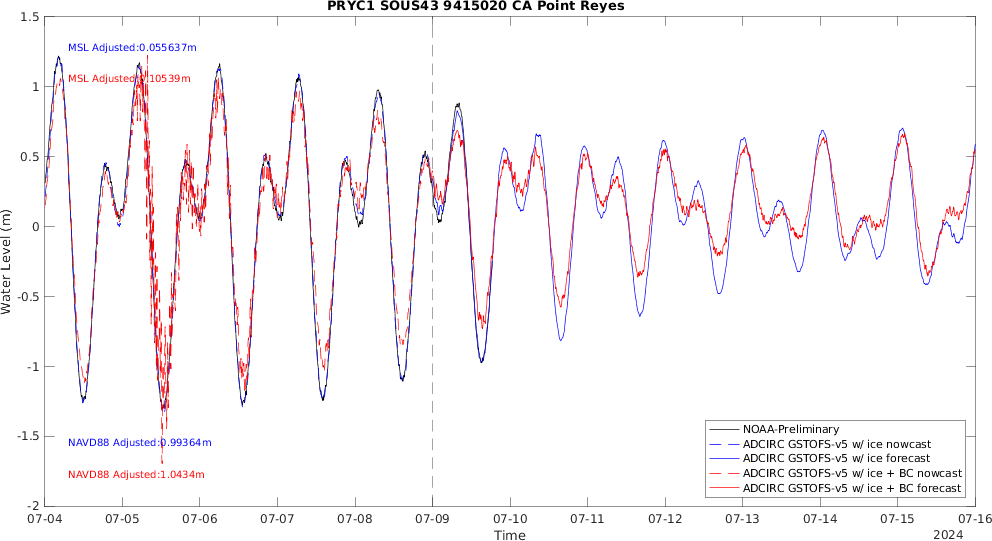 PRYC1 SOUS43 9415020 CA Point Reyes
1.5
1
0.5
0
-0.5
-1
-1.5
-2
Water Level (m)
MSL Adjusted:0.055637m
MSL Adjusted:0.10539m
NAVD88 Adjusted:0.99364m
NAVD88 Adjusted:1.0434m
NOAA-Preliminary
ADCIRC GSTOFS-v5 w/ ice nowcast
ADCIRC GSTOFS-v5 w/ ice forecast
ADCIRC GSTOFS-v5 w/ ice + BC nowcast
ADCIRC GSTOFS-v5 w/ ice + BC forecast
07-04 07-05 07-06 07-07 07-08 07-09 07-10 07-11 07-12 07-13 07-14 07-15 07-16
Time
2024